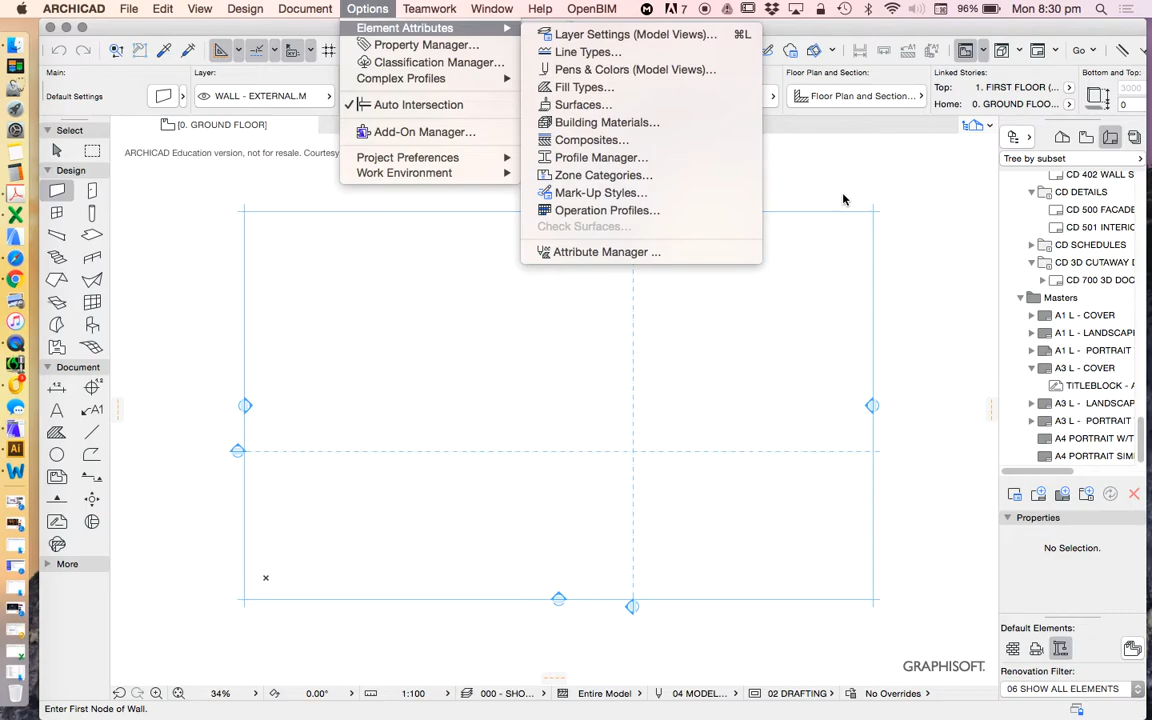 ARCHICAD File Edit View Design Document Options Teamwork Window Help OpenBIM 7 96% Mon 8:30 pm
Element Attributes
Property Manager...
Classification Manager...
Complex Profiles
Auto Intersection
Add-On Manager...
Project Preferences
Work Environment
Layer Settings (Model Views)... ⌘L
Line Types...
Pens & Colors (Model Views)...
Fill Types...
Surfaces...
Building Materials...
Composites...
Profile Manager...
Zone Categories...
Mark-Up Styles...
Operation Profiles...
Check Surfaces...
Attribute Manager ...
Go
Main:
Default Settings
Layer:
WALL - EXTERNAL.M
Floor Plan and Section:
Floor Plan and Section...
Linked Stories:
Top: 1. FIRST FLOOR (...
Home: 0. GROUND FLOO...
Bottom and Top:
3000
0
[0. GROUND FLOOR]
ARCHICAD Education version, not for resale. Courtesy
Select
Design
Document
More
Tree by subset
CD 402 WALL S
CD DETAILS
CD 500 FACADE
CD 501 INTERIO
CD SCHEDULES
CD 3D CUTAWAY D
CD 700 3D DOC
Masters
A1 L - COVER
A1 L - LANDSCAPI
A1 L - PORTRAIT
A3 L - COVER
TITLEBLOCK - A
A3 L - LANDSCAP
A3 L - PORTRAIT
A4 PORTRAIT W/T
A4 PORTRAIT SIM
Properties
No Selection.
Default Elements:
Renovation Filter:
06 SHOW ALL ELEMENTS
GRAPHISOFT.
34% 0.00° 1:100 000 - SHO... Entire Model 04 MODEL... 02 DRAFTING No Overrides
Enter First Node of Wall.